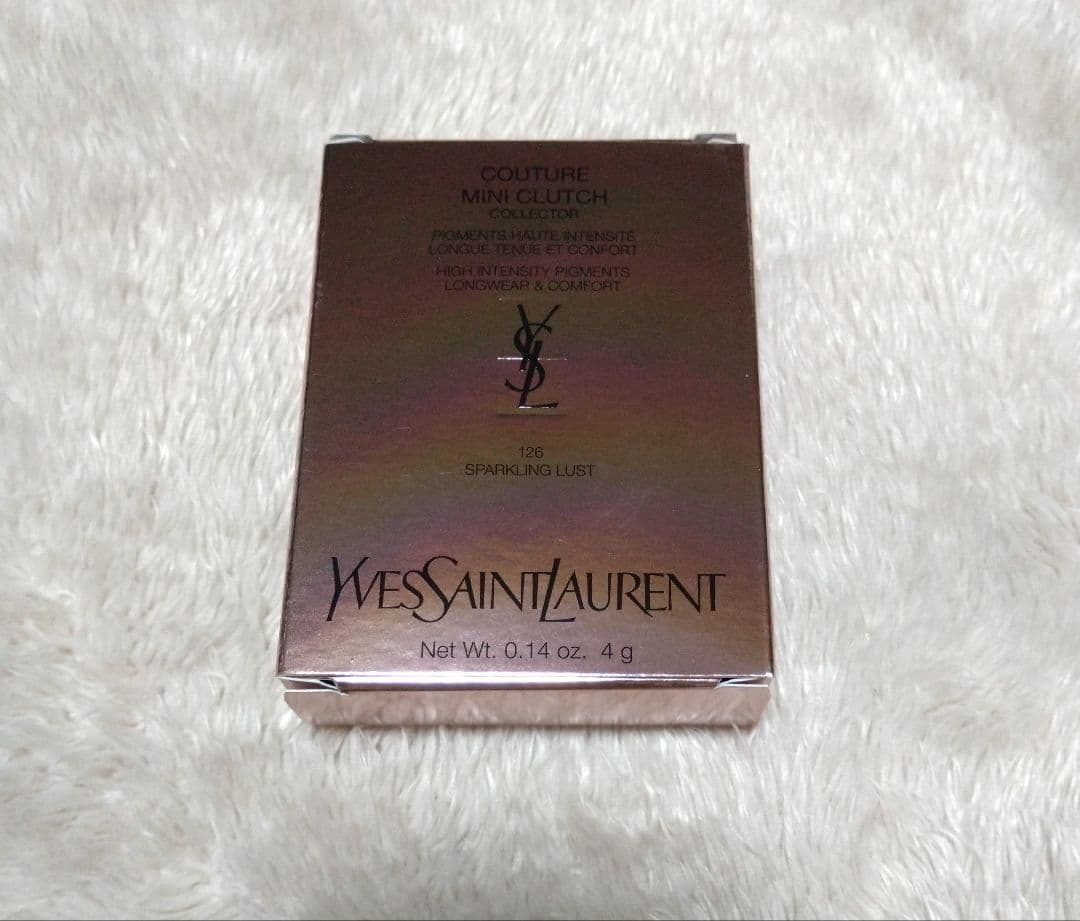 COUTURE
MINI CLUTCH
COLLECTOR
PIGMENTS HAUTE INTENSITÉ
LONGUE TENUE ET CONFORT
HIGH INTENSITY PIGMENTS
LONGWEAR & COMFORT
YSL
126
SPARKLING LUST
YVESSAINTLAURENT
Net Wt. 0.14 oz. 4 g